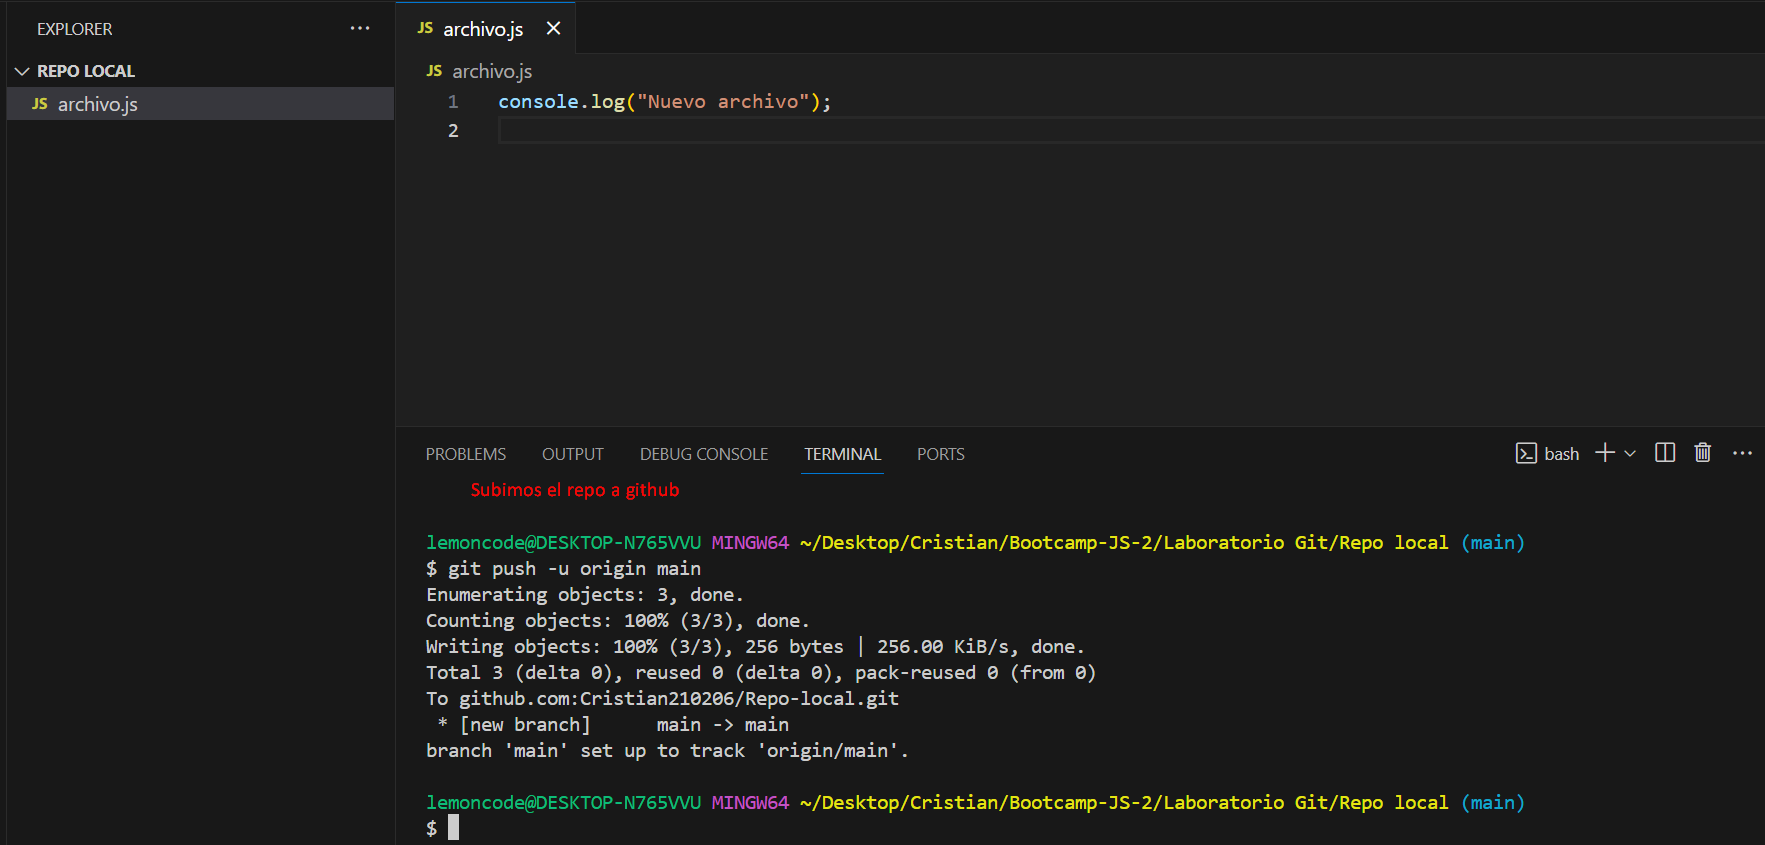 EXPLORER
REPO LOCAL
JS archivo.js
JS archivo.js
JS archivo.js
1 console.log("Nuevo archivo");
2
PROBLEMS OUTPUT DEBUG CONSOLE TERMINAL PORTS bash
Subimos el repo a github
lemoncode@DESKTOP-N765VVU MINGW64 ~/Desktop/Cristian/Bootcamp-JS-2/Laboratorio Git/Repo local (main)
$ git push -u origin main
Enumerating objects: 3, done.
Counting objects: 100% (3/3), done.
Writing objects: 100% (3/3), 256 bytes | 256.00 KiB/s, done.
Total 3 (delta 0), reused 0 (delta 0), pack-reused 0 (from 0)
To github.com:Cristian210206/Repo-local.git
 * [new branch]      main -> main
branch 'main' set up to track 'origin/main'.
lemoncode@DESKTOP-N765VVU MINGW64 ~/Desktop/Cristian/Bootcamp-JS-2/Laboratorio Git/Repo local (main)
$